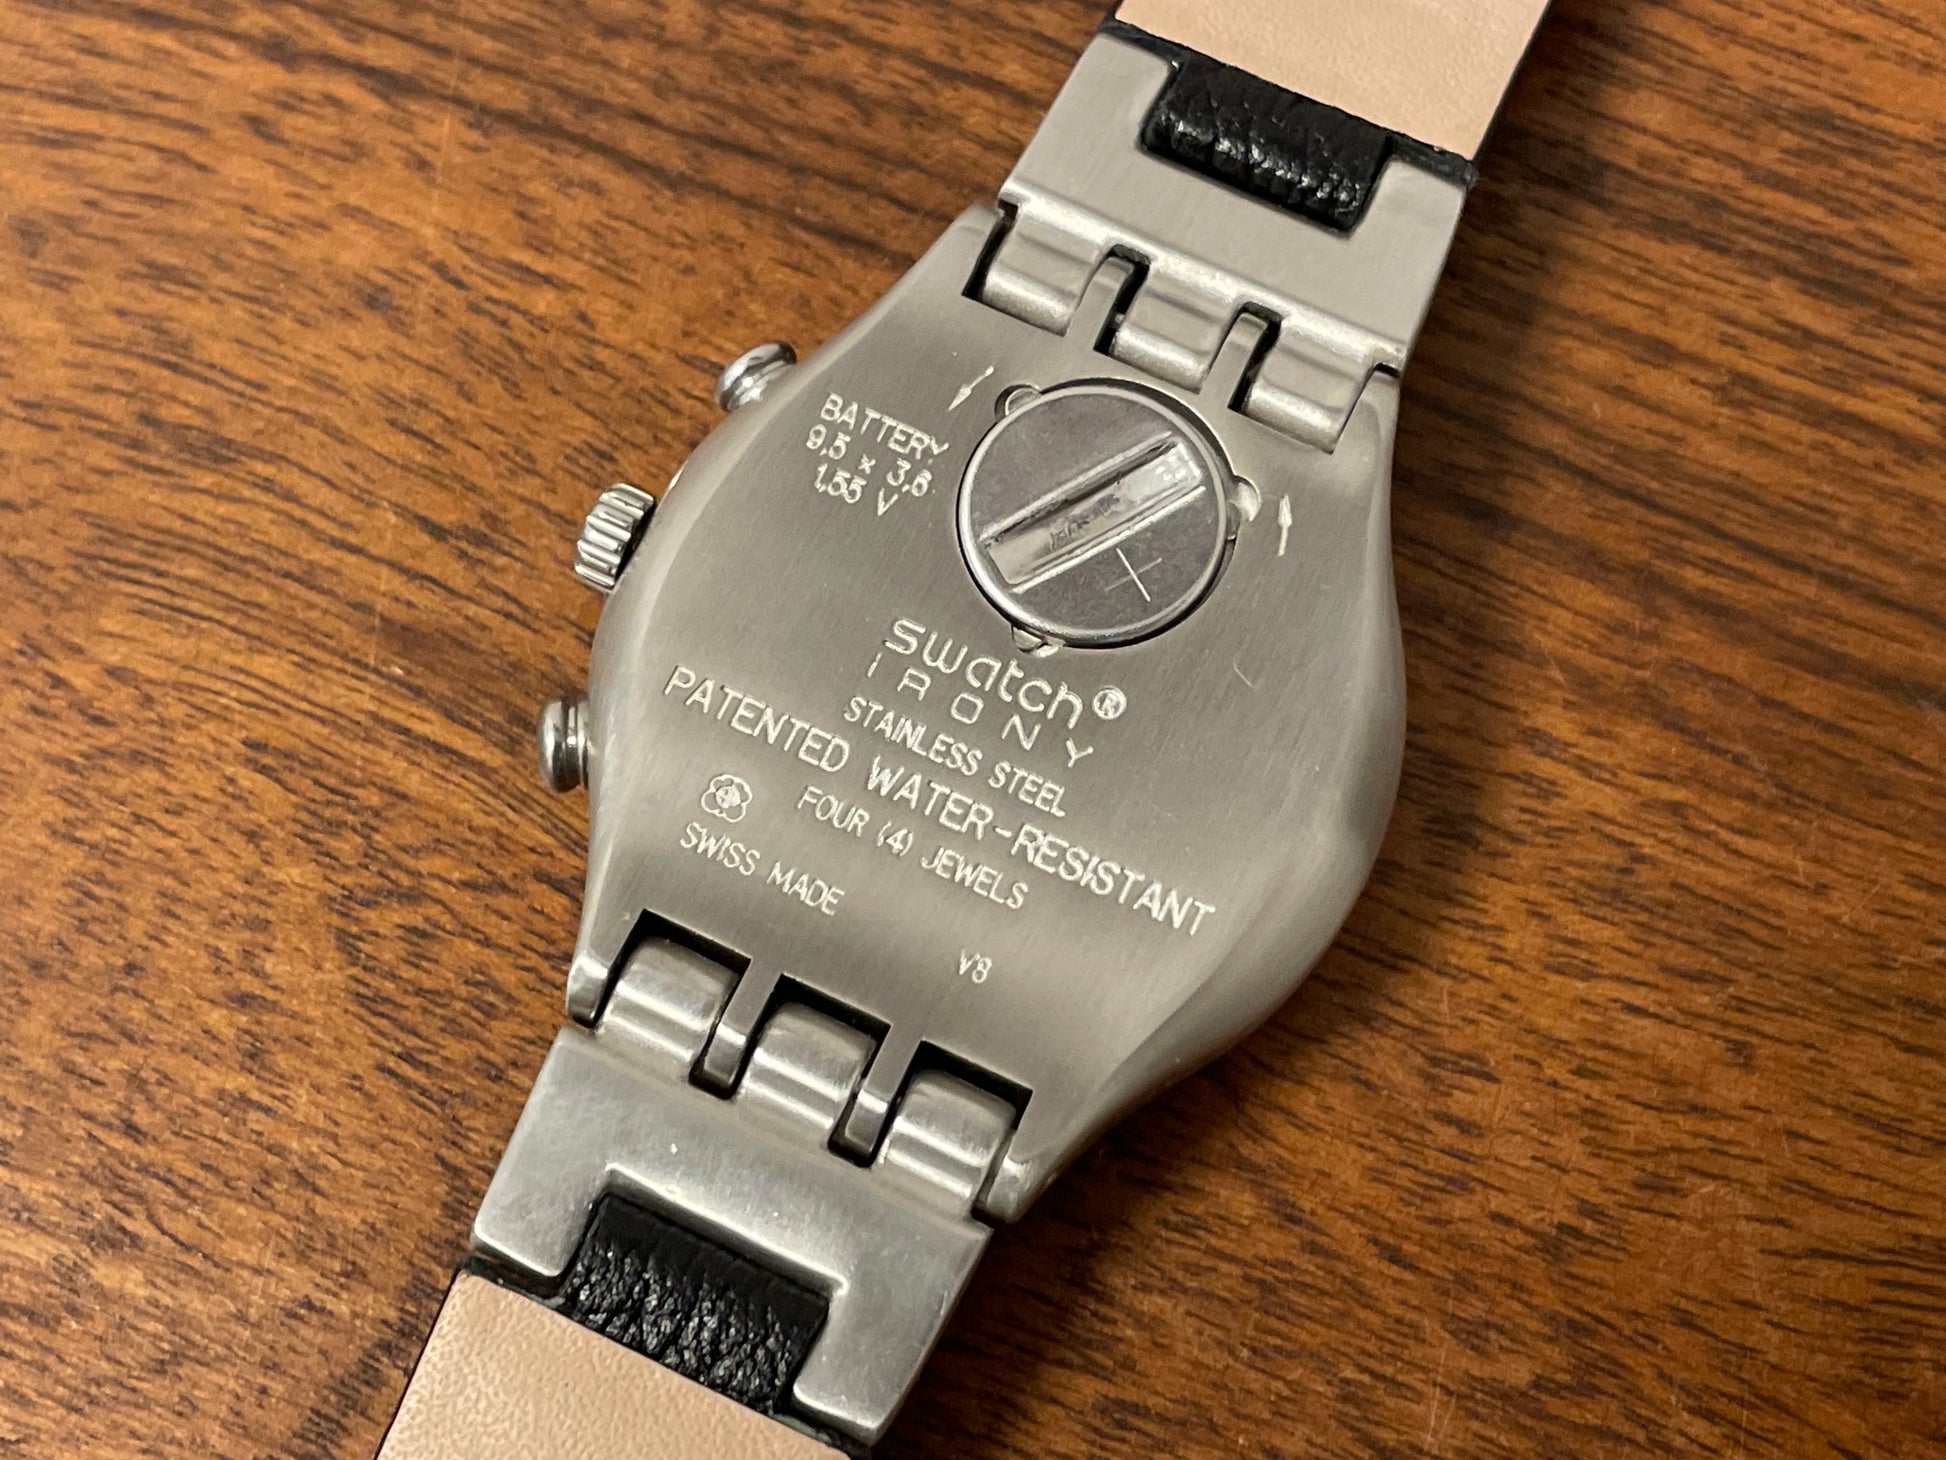 BATTERY
9,5 x 3,6
1,55 V
+
swatch®
IRONY
STAINLESS STEEL
PATENTED WATER-RESISTANT
FOUR (4) JEWELS
SWISS MADE
V8